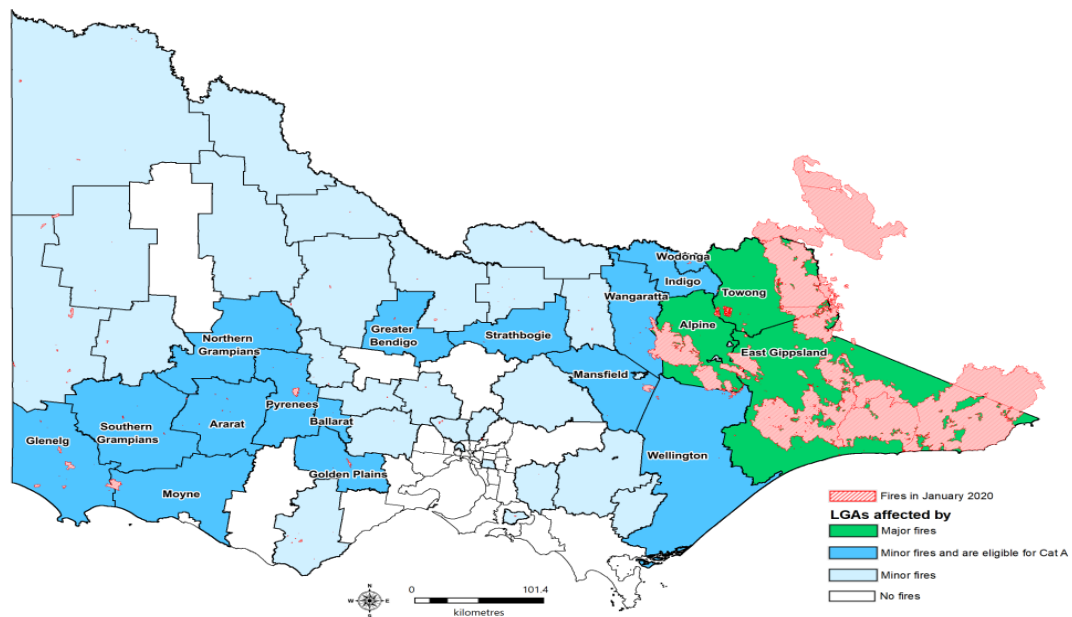 Wodonga
Indigo
Wangaratta
Towong
Alpine
Northern
Grampians
Greater
Bendigo
Strathbogie
East Gippsland
Mansfield
Pyrenees
Ballarat
Southern
Grampians
Ararat
Glenelg
Wellington
Golden Plains
Moyne
Fires in January 2020
LGAs affected by
Major fires
Minor fires and are eligible for Cat A
Minor fires
No fires
N
W
E
S
0
101.4
kilometres